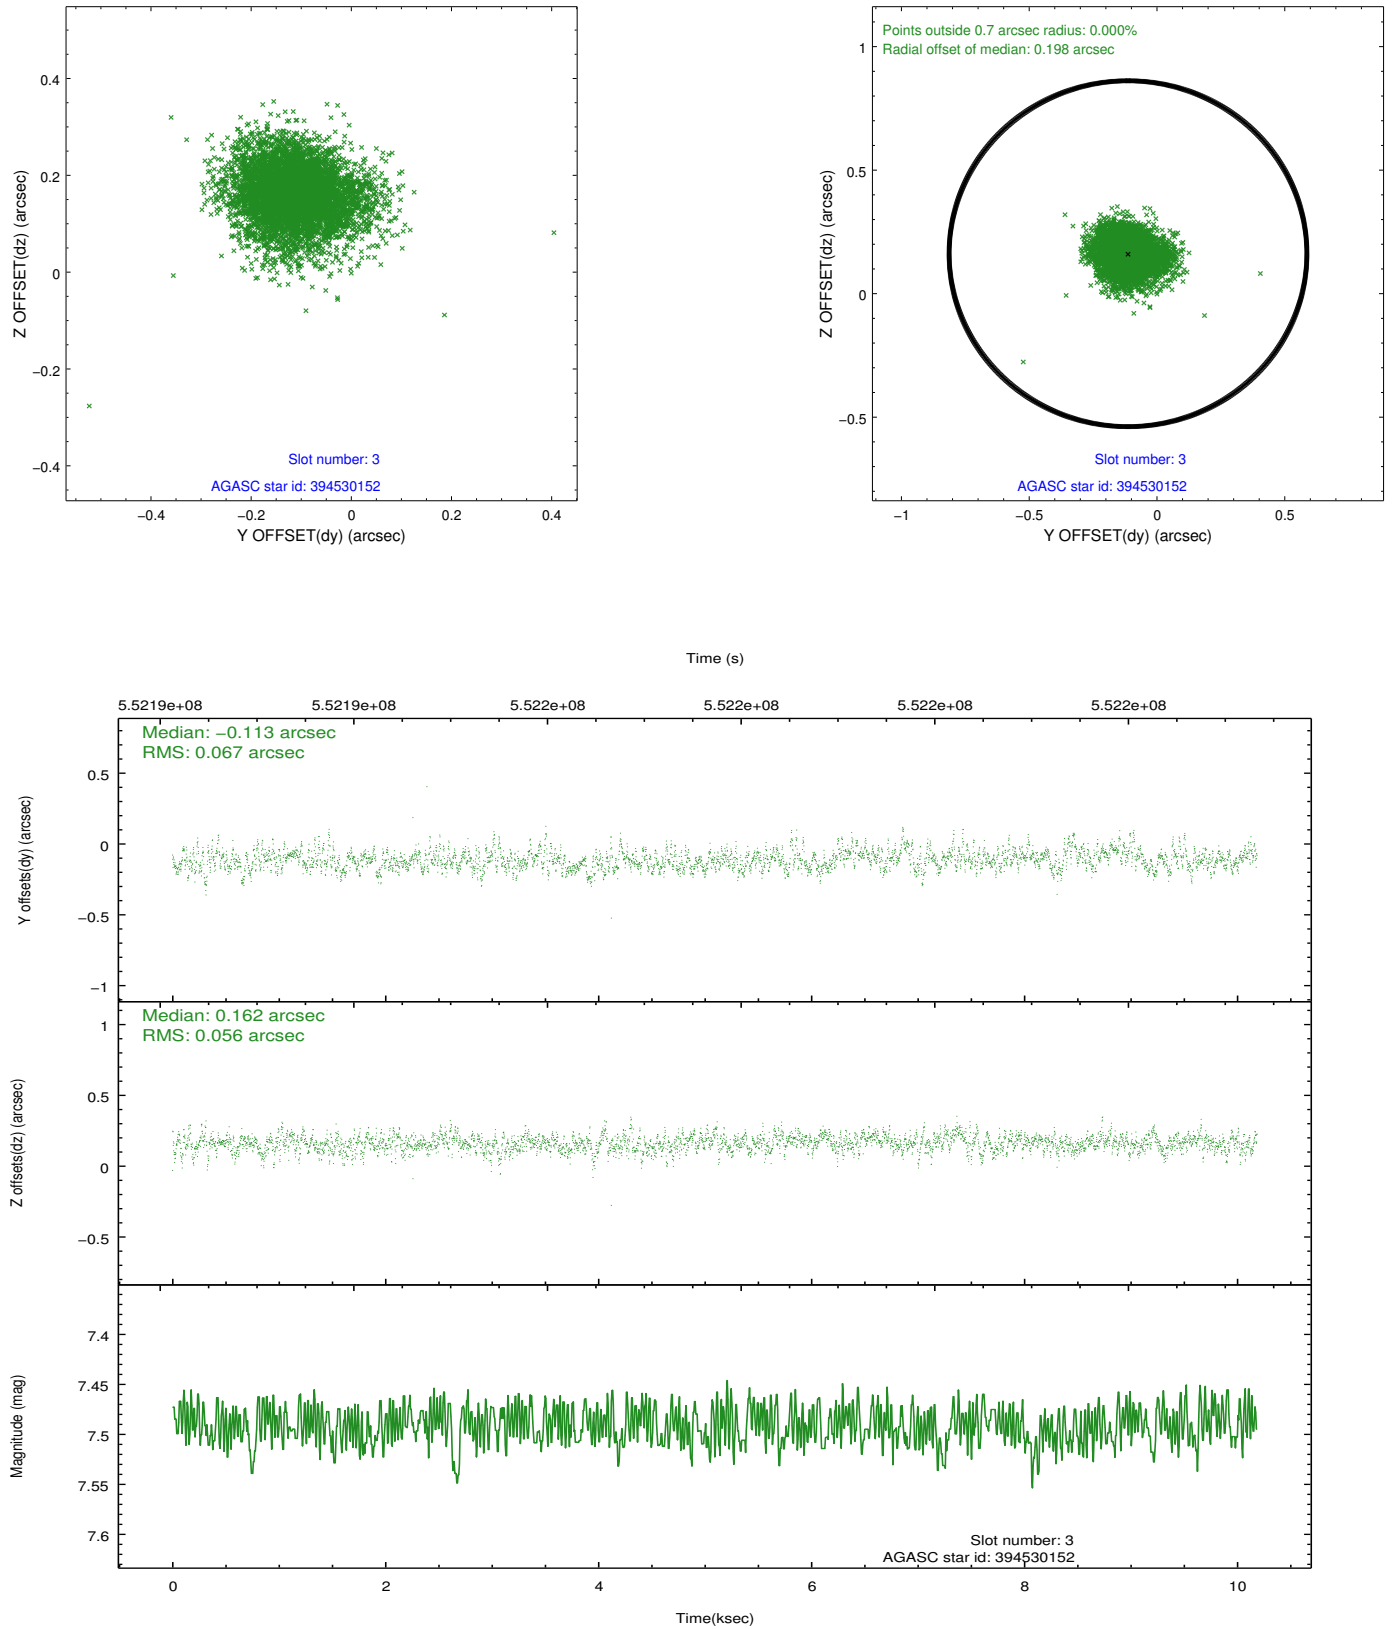 0.4
0.2
0
−0.2
−0.4
Z OFFSET(dz) (arcsec)
Slot number: 3
AGASC star id: 394530152
−0.4 −0.2 0 0.2 0.4
Y OFFSET(dy) (arcsec)
Points outside 0.7 arcsec radius: 0.000%
Radial offset of median: 0.198 arcsec
1
0.5
0
−0.5
Z OFFSET(dz) (arcsec)
Slot number: 3
AGASC star id: 394530152
−1 −0.5 0 0.5
Y OFFSET(dy) (arcsec)
Time (s)
5.5219e+08 5.5219e+08 5.522e+08 5.522e+08 5.522e+08 5.522e+08
Median: −0.113 arcsec
RMS: 0.067 arcsec
0.5
0
−0.5
−1
Y offsets(dy) (arcsec)
Median: 0.162 arcsec
RMS: 0.056 arcsec
1
0.5
0
−0.5
Z offsets(dz) (arcsec)
7.4
7.45
7.5
7.55
7.6
Magnitude (mag)
Slot number: 3
AGASC star id: 394530152
0 2 4 6 8 10
Time(ksec)